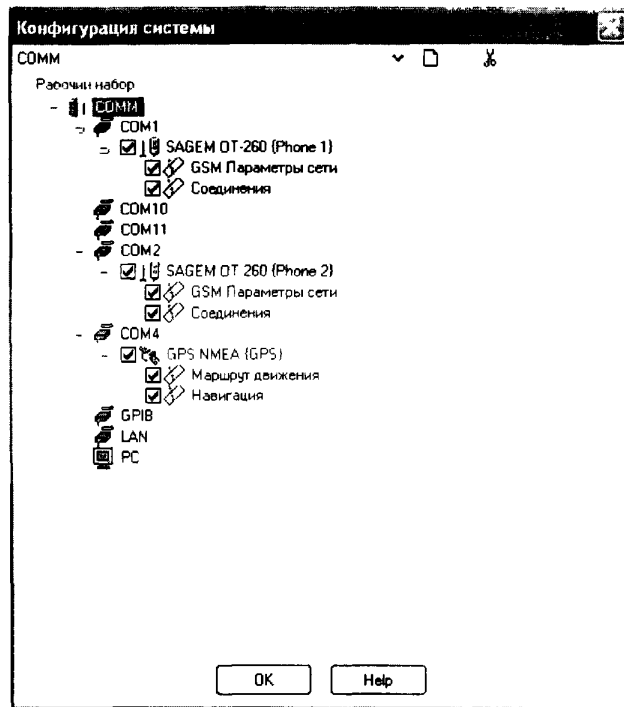 Конфигурация системы
COMM
Рабочий набор
COMM
COM1
SAGEM OT-260 (Phone 1)
GSM Параметры сети
Соединения
COM10
COM11
COM2
SAGEM OT 260 (Phone 2)
GSM Параметры сети
Соединения
COM4
GPS NMEA (GPS)
Маршрут движения
Навигация
GPIB
LAN
PC
OK
Help